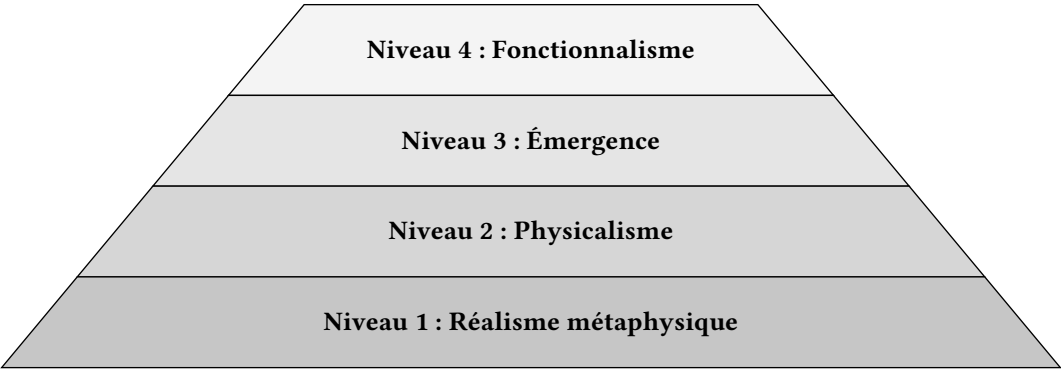 Niveau 4 : Fonctionnalisme
Niveau 3 : Émergence
Niveau 2 : Physicalisme
Niveau 1 : Réalisme métaphysique